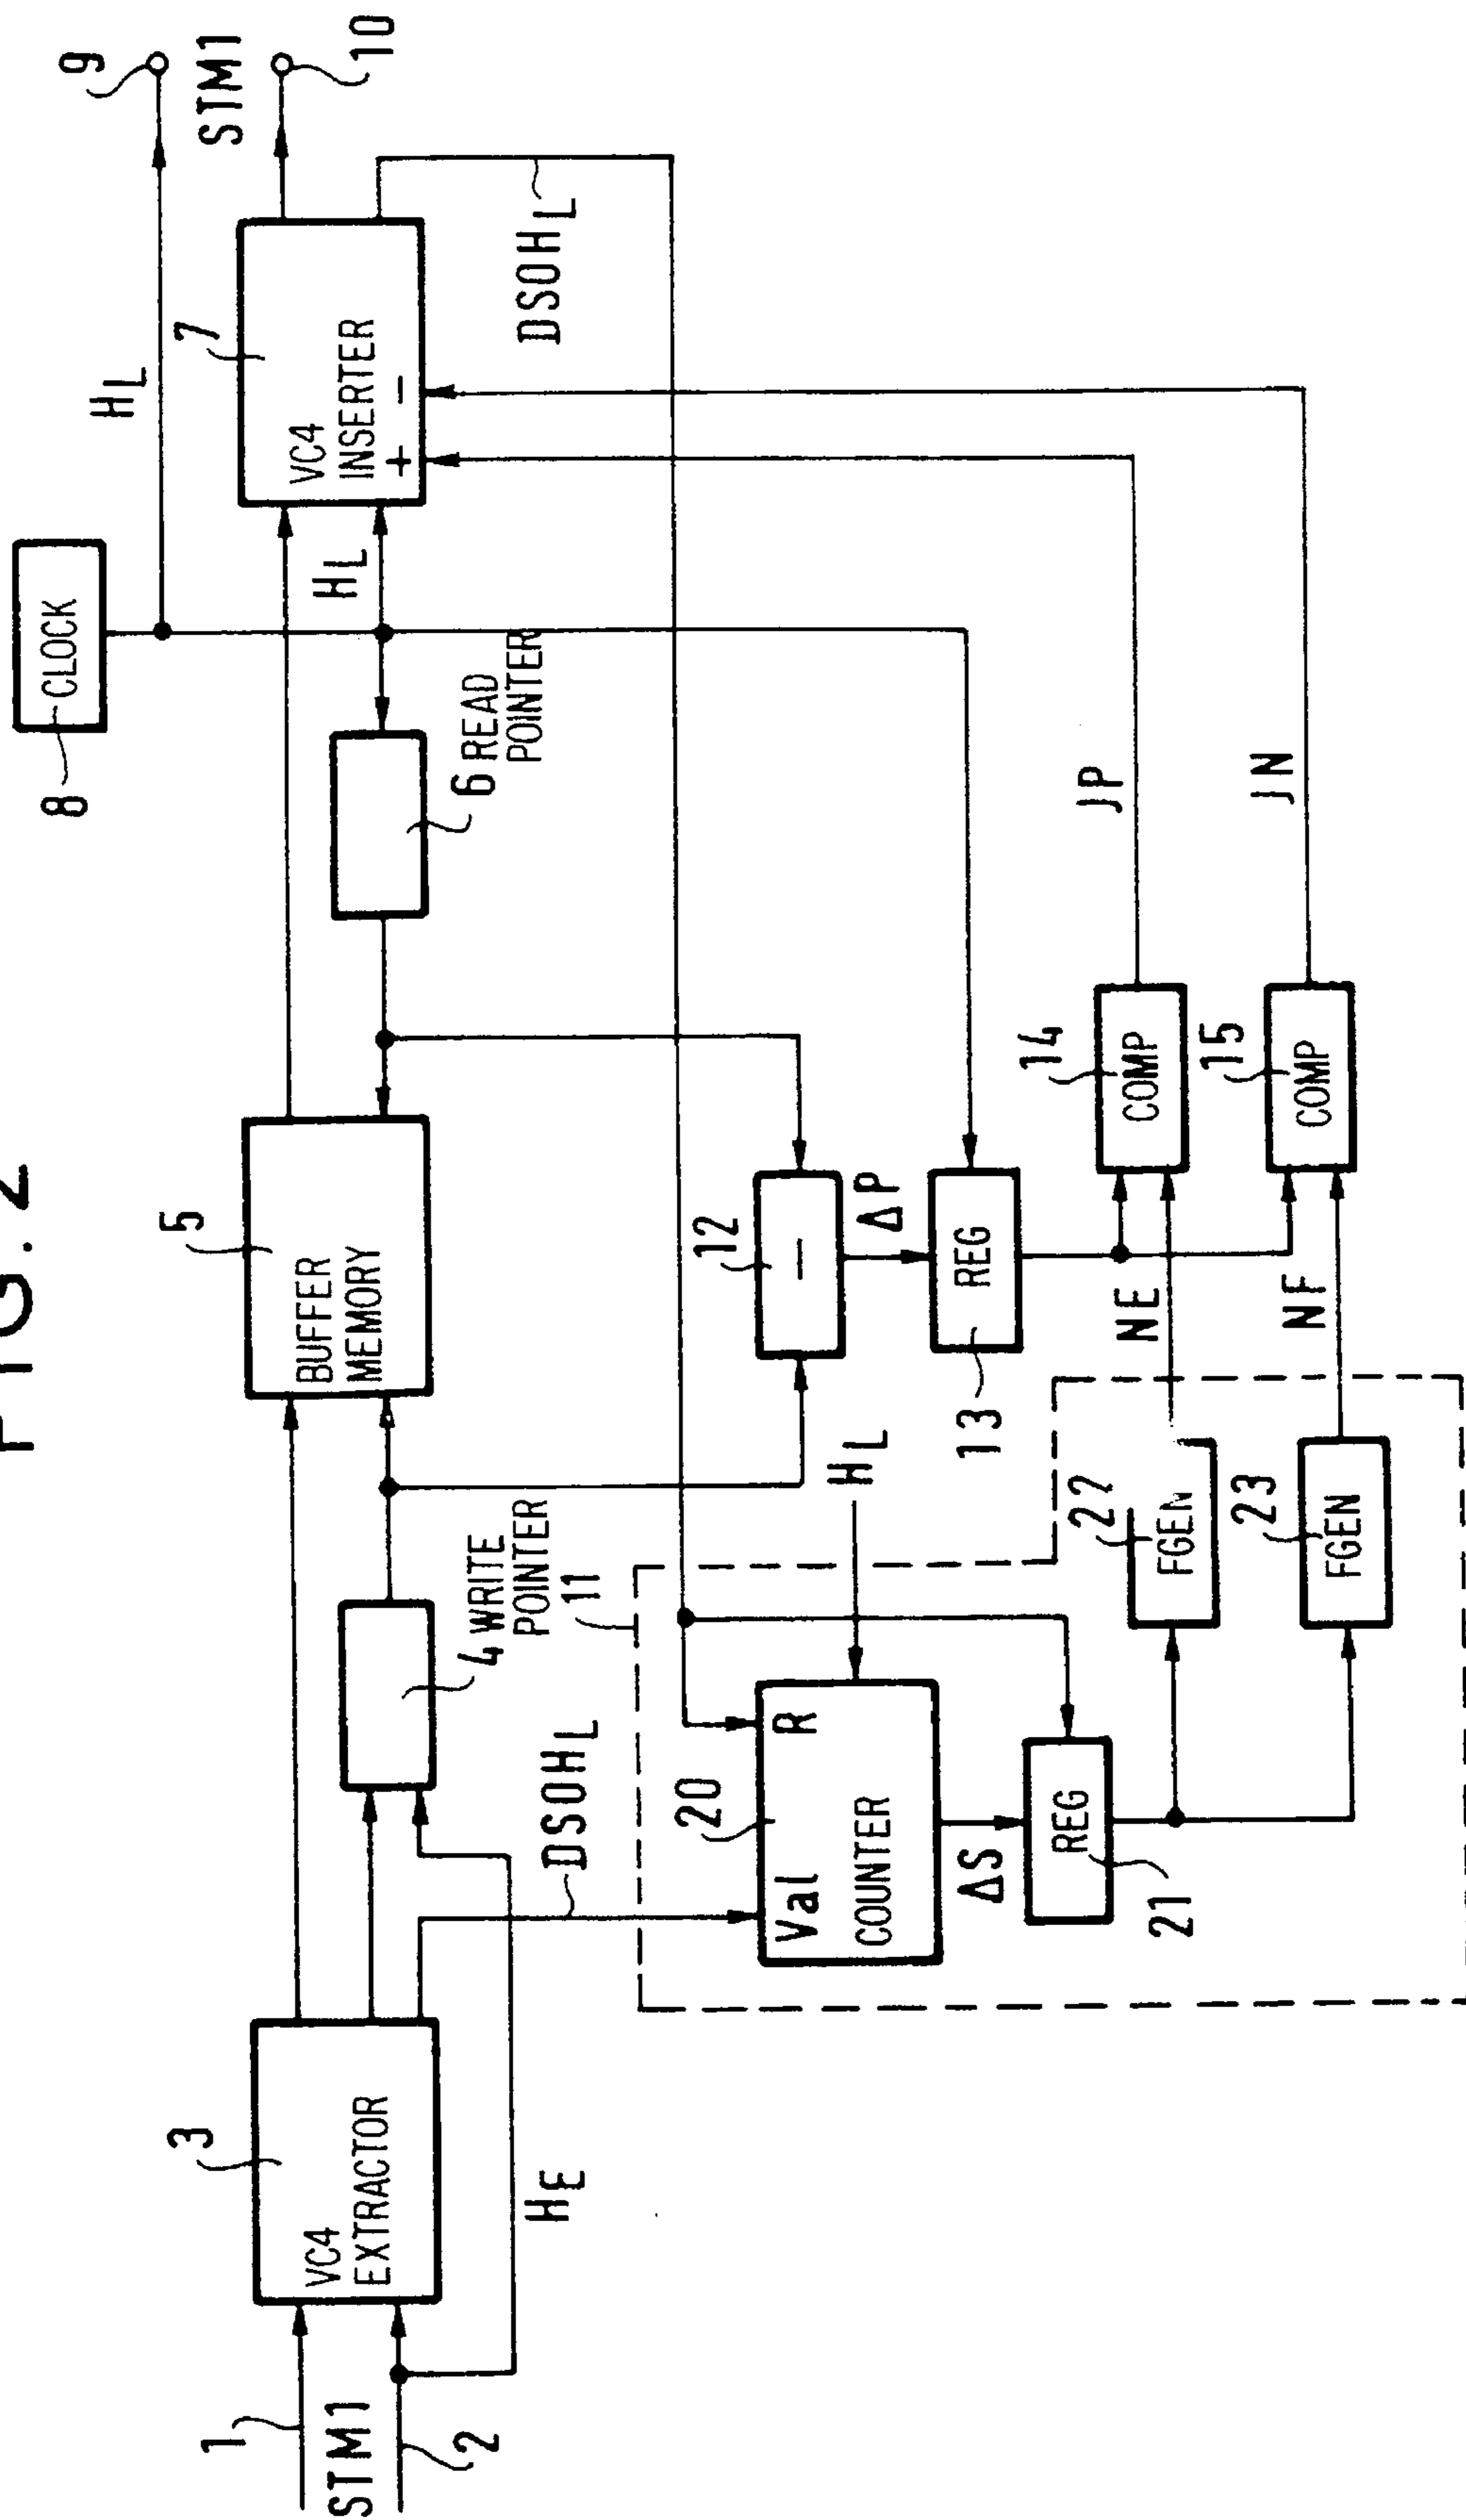 FIG. 2
8
CLOCK
HL
9
STM1
10
1
STM1
2
3
VC4
EXTRACTOR
HE
4 WRITE
POINTER
5
BUFFER
MEMORY
6 READ
POINTER
HL
7
VC4
INSERTER
+ −
DSOHL
DSOHL
11
20
Val R
COUNTER
HL
ΔS
REG
21
12
−
ΔP
REG
13
22
FGEN
23
FGEN
NE
NF
14
COMP
15
COMP
JP
JN